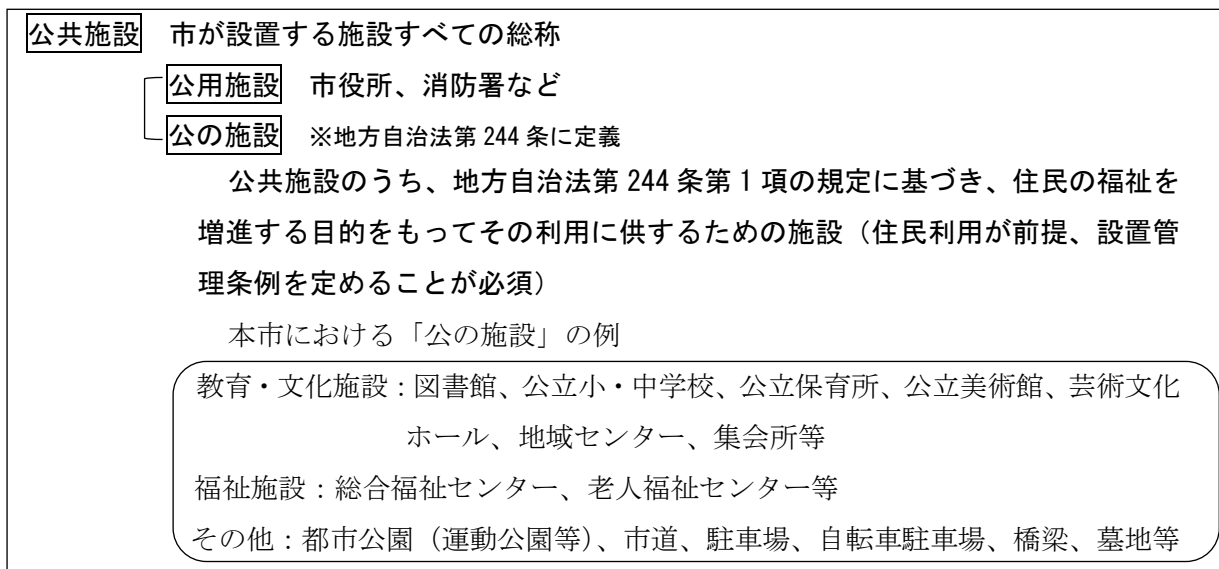 公共施設　市が設置する施設すべての総称
公用施設　市役所、消防署など
公の施設　※地方自治法第 244 条に定義
公共施設のうち、地方自治法第 244 条第 1 項の規定に基づき、住民の福祉を
増進する目的をもってその利用に供するための施設（住民利用が前提、設置管
理条例を定めることが必須）
本市における「公の施設」の例
教育・文化施設：図書館、公立小・中学校、公立保育所、公立美術館、芸術文化
ホール、地域センター、集会所等
福祉施設：総合福祉センター、老人福祉センター等
その他：都市公園（運動公園等）、市道、駐車場、自転車駐車場、橋梁、墓地等